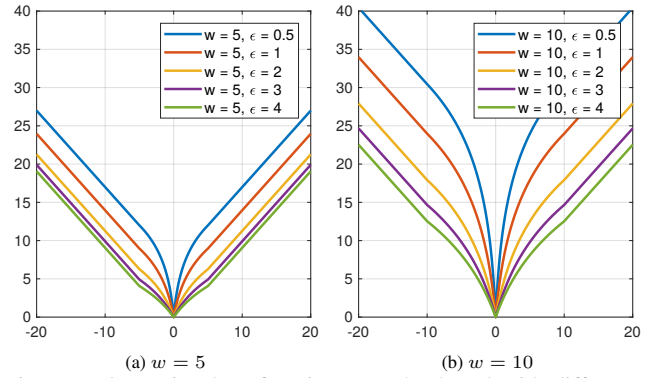 40
35
30
25
20
15
10
5
0
-20 -10 0 10 20
w = 5, ϵ = 0.5
w = 5, ϵ = 1
w = 5, ϵ = 2
w = 5, ϵ = 3
w = 5, ϵ = 4
(a) w = 5
40
35
30
25
20
15
10
5
0
-20 -10 0 10 20
w = 10, ϵ = 0.5
w = 10, ϵ = 1
w = 10, ϵ = 2
w = 10, ϵ = 3
w = 10, ϵ = 4
(b) w = 10